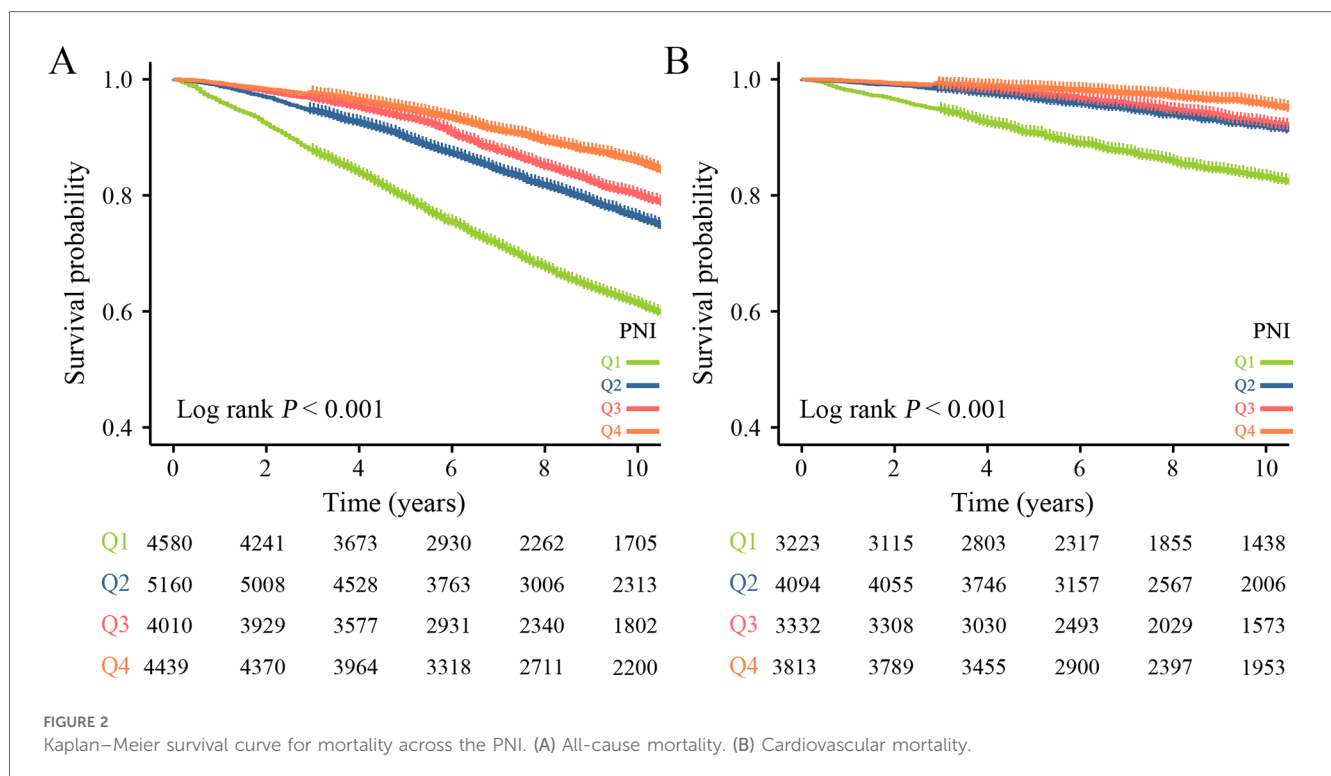 A
1.0
0.8
0.6
0.4
Survival probability
PNI
Q1
Q2
Q3
Q4
Log rank P < 0.001
0 2 4 6 8 10
Time (years)
Q1 4580 4241 3673 2930 2262 1705
Q2 5160 5008 4528 3763 3006 2313
Q3 4010 3929 3577 2931 2340 1802
Q4 4439 4370 3964 3318 2711 2200
B
1.0
0.8
0.6
0.4
Survival probability
PNI
Q1
Q2
Q3
Q4
Log rank P < 0.001
0 2 4 6 8 10
Time (years)
Q1 3223 3115 2803 2317 1855 1438
Q2 4094 4055 3746 3157 2567 2006
Q3 3332 3308 3030 2493 2029 1573
Q4 3813 3789 3455 2900 2397 1953
FIGURE 2
Kaplan–Meier survival curve for mortality across the PNI. (A) All-cause mortality. (B) Cardiovascular mortality.